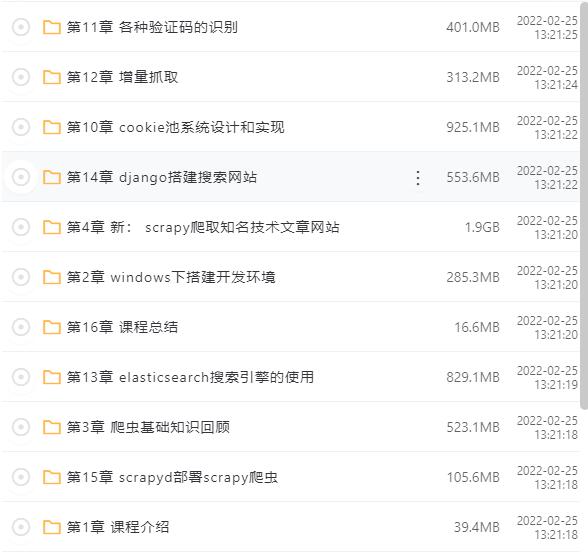 第11章 各种验证码的识别 401.0MB 2022-02-25
13:21:25
第12章 增量抓取 313.2MB 2022-02-25
13:21:24
第10章 cookie池系统设计和实现 925.1MB 2022-02-25
13:21:22
第14章 django搭建搜索网站 553.6MB 2022-02-25
13:21:22
第4章 新： scrapy爬取知名技术文章网站 1.9GB 2022-02-25
13:21:20
第2章 windows下搭建开发环境 285.3MB 2022-02-25
13:21:20
第16章 课程总结 16.6MB 2022-02-25
13:21:20
第13章 elasticsearch搜索引擎的使用 829.1MB 2022-02-25
13:21:19
第3章 爬虫基础知识回顾 523.1MB 2022-02-25
13:21:18
第15章 scrapyd部署scrapy爬虫 105.6MB 2022-02-25
13:21:18
第1章 课程介绍 39.4MB 2022-02-25
13:21:18